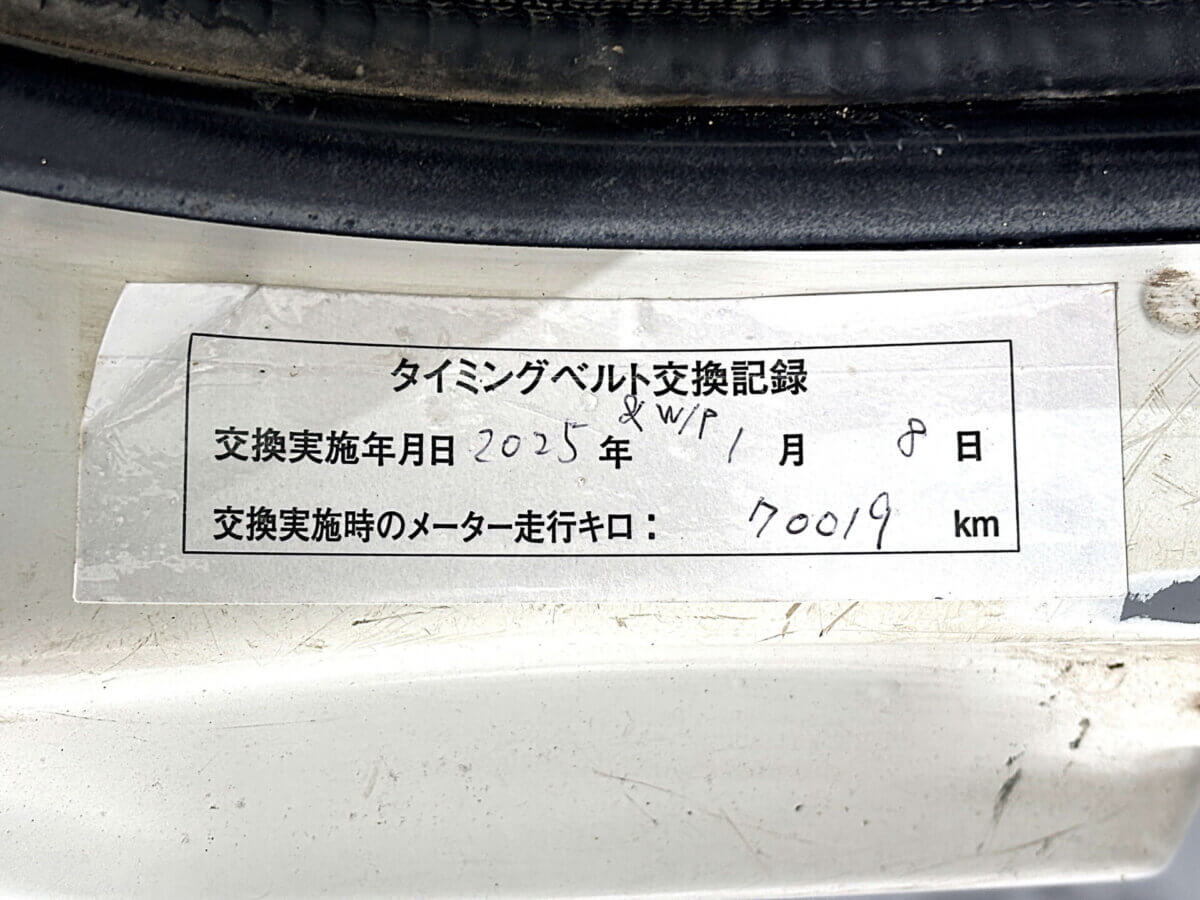 タイミングベルト交換記録
& W/P
交換実施年月日 2025 年 1 月 8 日
交換実施時のメーター走行キロ: 70019 km